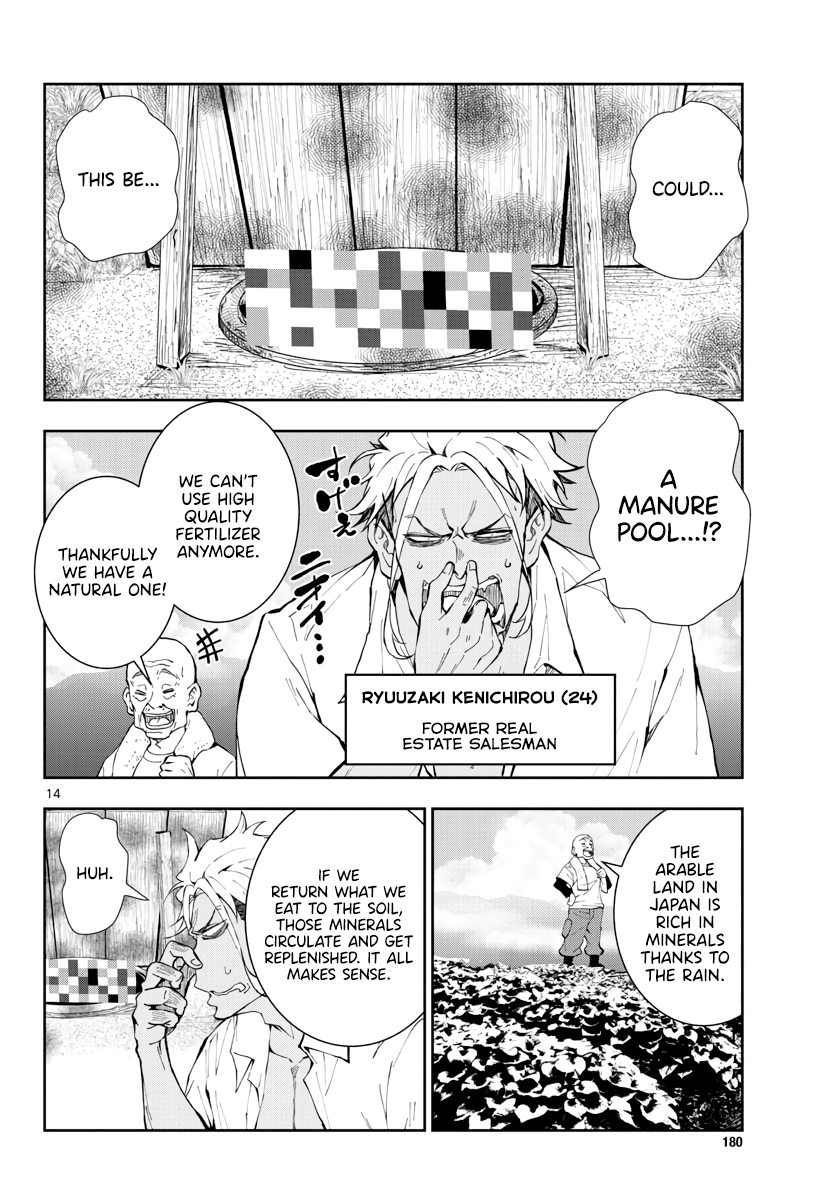 COULD...
THIS BE...
A
MANURE
POOL...!?
すげぇ
ニオイ...
RYUUZAKI KENICHIROU (24)
FORMER REAL
ESTATE SALESMAN
WE CAN'T
USE HIGH
QUALITY
FERTILIZER
ANYMORE.
THANKFULLY
WE HAVE A
NATURAL ONE!
14
THE
ARABLE
LAND IN
JAPAN IS
RICH IN
MINERALS
THANKS TO
THE RAIN.
IF WE
RETURN WHAT WE
EAT TO THE SOIL,
THOSE MINERALS
CIRCULATE AND GET
REPLENISHED. IT ALL
MAKES SENSE.
HUH.
180